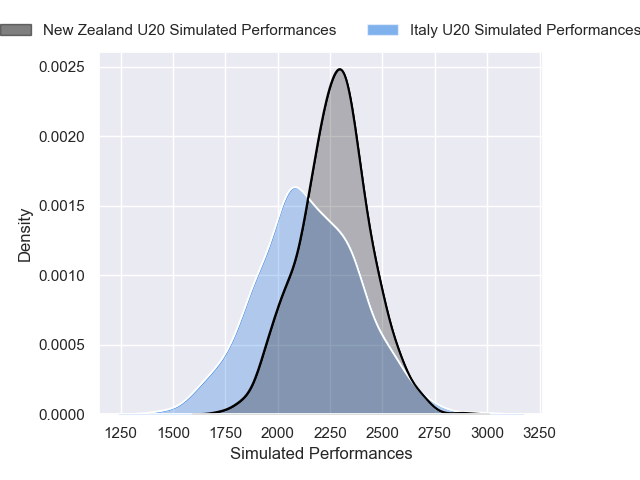 New Zealand U20 Simulated Performances Italy U20 Simulated Performances
0.0025
0.0020
0.0015
0.0010
0.0005
0.0000
Density
1250 1500 1750 2000 2250 2500 2750 3000 3250
Simulated Performances